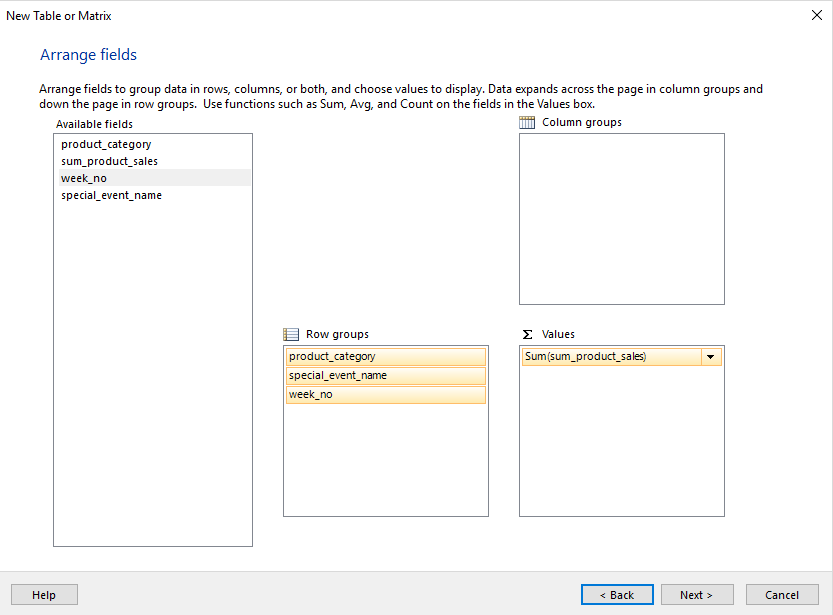 New Table or Matrix
Arrange fields
Arrange fields to group data in rows, columns, or both, and choose values to display. Data expands across the page in column groups and
down the page in row groups.  Use functions such as Sum, Avg, and Count on the fields in the Values box.
Available fields
product_category
sum_product_sales
week_no
special_event_name
Column groups
Row groups
product_category
special_event_name
week_no
Σ Values
Sum(sum_product_sales)
Help
< Back
Next >
Cancel